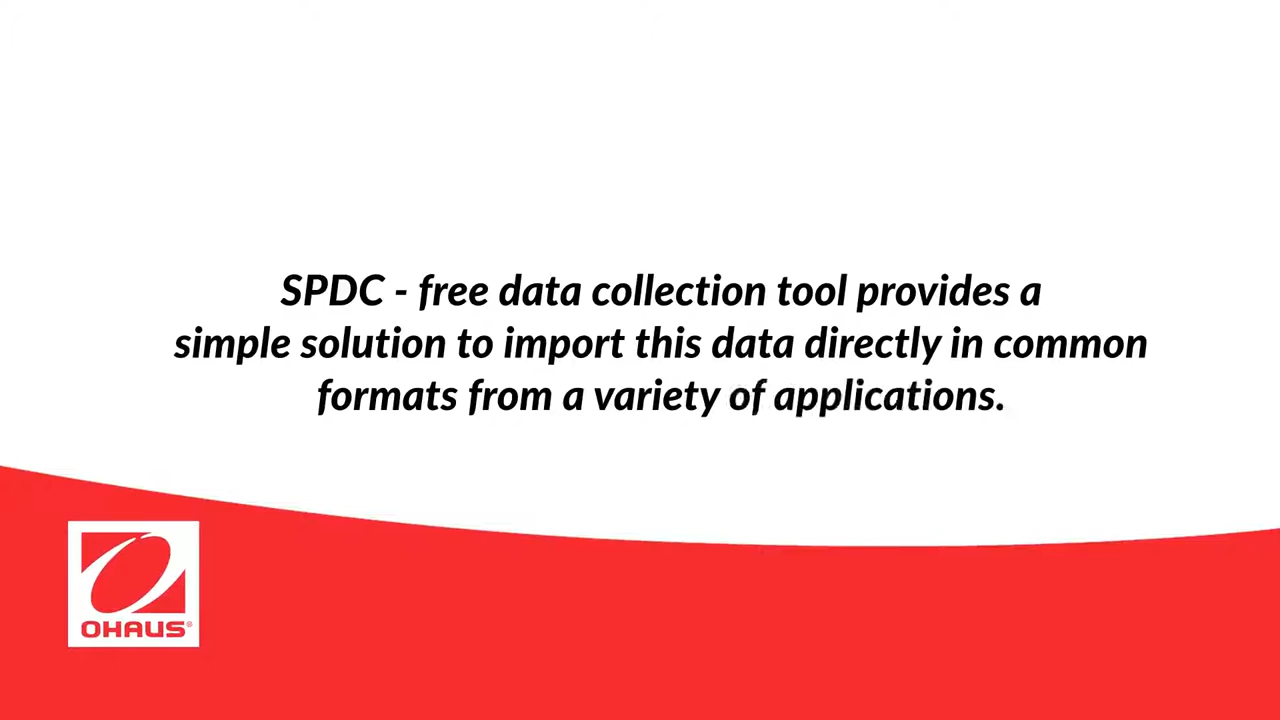 SPDC - free data collection tool provides a
simple solution to import this data directly in common
formats from a variety of applications.
OHAUS®